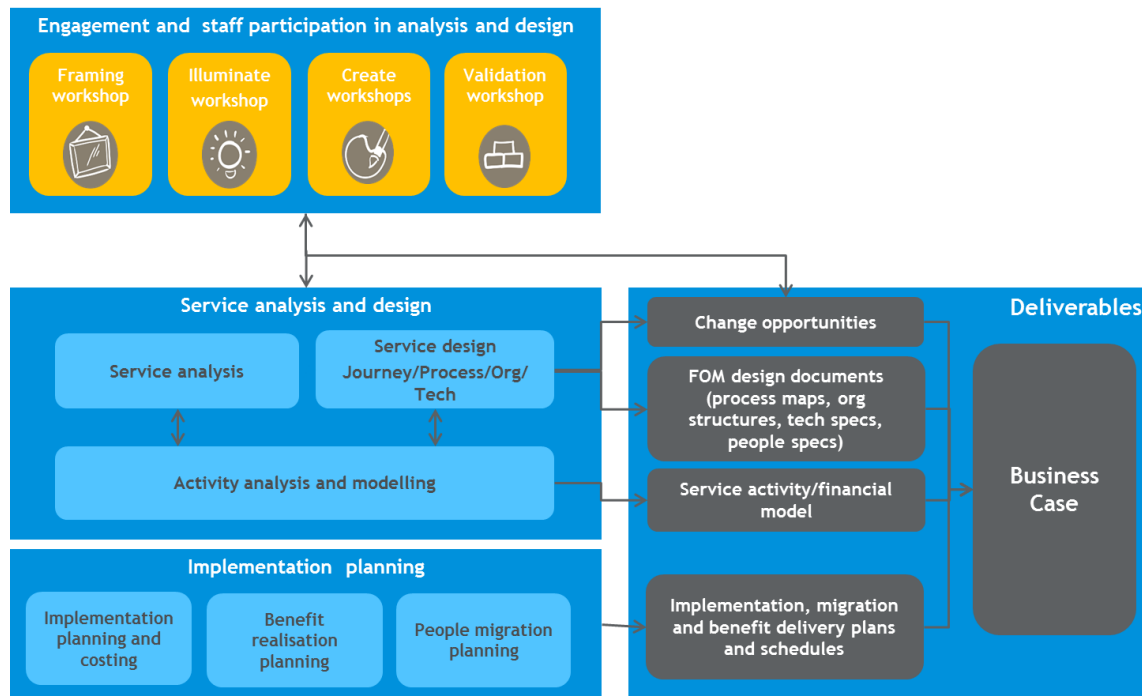 Engagement and staff participation in analysis and design
Framing
workshop
Illuminate
workshop
Create
workshops
Validation
workshop
Service analysis and design
Service analysis
Service design
Journey/Process/Org/
Tech
Activity analysis and modelling
Implementation planning
Implementation
planning and
costing
Benefit
realisation
planning
People migration
planning
Deliverables
Change opportunities
FOM design documents
(process maps, org
structures, tech specs,
people specs)
Service activity/financial
model
Implementation, migration
and benefit delivery plans
and schedules
Business
Case